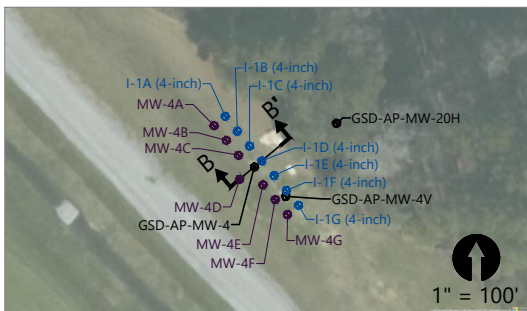 I-1B (4-inch)
I-1A (4-inch)
I-1C (4-inch)
MW-4A
B'
GSD-AP-MW-20H
MW-4B
MW-4C
I-1D (4-inch)
B
I-1E (4-inch)
I-1F (4-inch)
GSD-AP-MW-4V
MW-4D
I-1G (4-inch)
GSD-AP-MW-4
MW-4E
MW-4G
MW-4F
1" = 100'